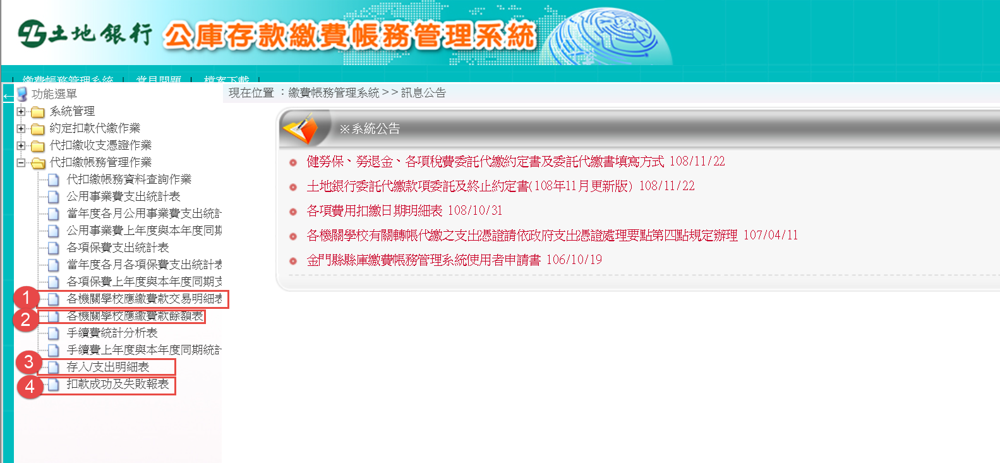 土地銀行 公庫存款繳費帳務管理系統
| 繳費帳務管理系統 | 常見問題 | 檔案下載 |
← 功能選單
現在位置 : 繳費帳務管理系統>>訊息公告
系統管理
約定扣款代繳作業
代扣繳收支憑證作業
代扣繳帳務管理作業
代扣繳帳務資料查詢作業
公用事業費支出統計表
當年度各月公用事業費支出統計
公用事業費上年度與本年度同期
各項保費支出統計表
當年度各月各項保費支出統計表
各項保費上年度與本年度同期支
1 各機關學校應繳費款交易明細表
2 各機關學校應繳費款餘額表
手續費統計分析表
手續費上年度與本年度同期統計
3 存入/支出明細表
4 扣款成功及失敗報表
※系統公告
健勞保、勞退金、各項稅費委託代繳約定書及委託代繳書填寫方式 108/11/22
土地銀行委託代繳款項委託及終止約定書(108年11月更新版) 108/11/22
各項費用扣繳日期明細表 108/10/31
各機關學校有關轉帳代繳之支出憑證請依政府支出憑證處理要點第四點規定辦理 107/04/11
金門縣縣庫繳費帳務管理系統使用者申請書 106/10/19